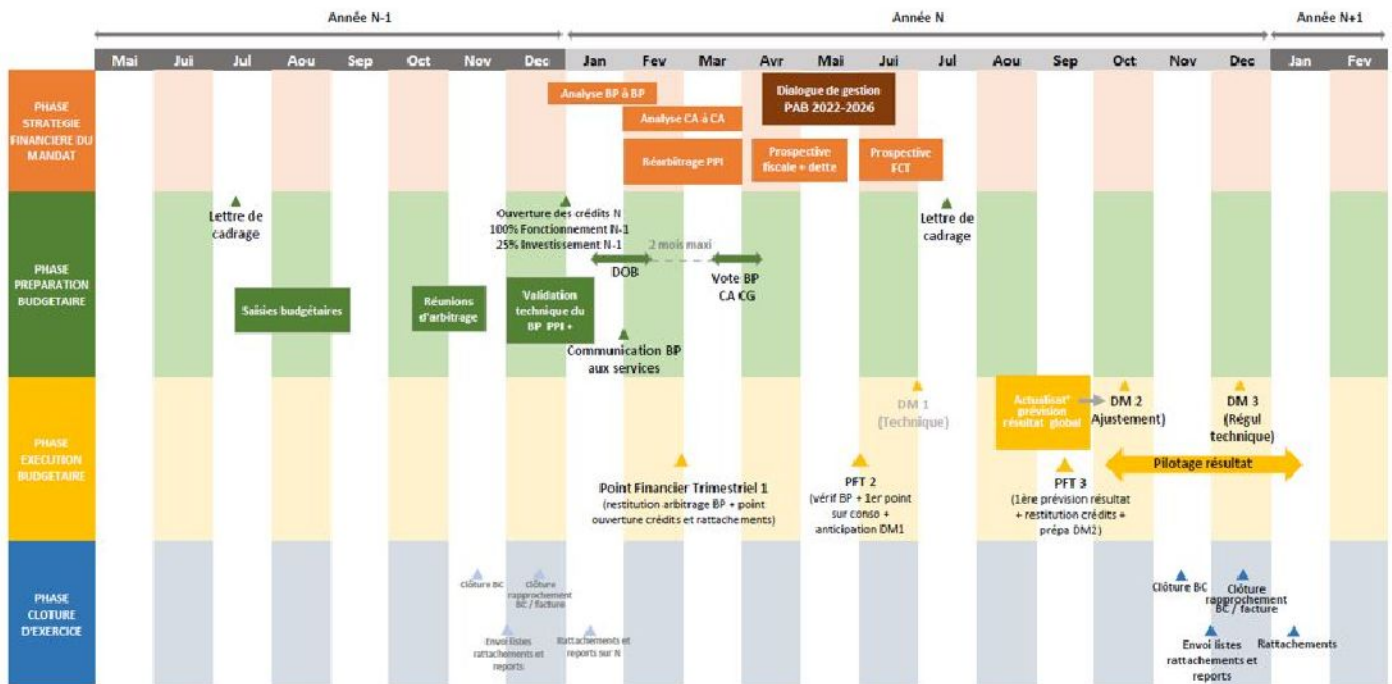 Année N-1
Année N
Année N+1
Mai Jui Jul Aou Sep Oct Nov Dec Jan Fev Mar Avr Mai Jui Jul Aou Sep Oct Nov Dec Jan Fev
PHASE
STRATEGIE
FINANCIERE DU
MANDAT
Analyse BP à BP
Analyse CA à CA
Réarbitrage PPI
Dialogue de gestion
PAB 2022-2026
Prospective
fiscale + dette
Prospective
FCT
PHASE
PREPARATION
BUDGETAIRE
Lettre de
cadrage
Saisies budgétaires
Réunions
d'arbitrage
Ouverture des crédits N
100% Fonctionnement N-1
25% Investissement N-1
Validation
technique du
BP PPI +
DOB
2 mois maxi
Vote BP
CA CG
Communication BP
aux services
Lettre de
cadrage
PHASE
EXECUTION
BUDGETAIRE
DM 1
(Technique)
Actualisat°
prévision
résultat global
DM 2
Ajustement)
DM 3
(Régul
technique)
Pilotage résultat
Point Financier Trimestriel 1
(restitution arbitrage BP + point
ouverture crédits et rattachements)
PFT 2
(vérif BP + 1er point
sur conso +
anticipation DM1
PFT 3
(1ère prévision résultat
+ restitution crédits +
prépa DM2)
PHASE
CLOTURE
D'EXERCICE
Clôture BC
Clôture
rapprochement
BC / facture
Envoi listes
rattachements et
reports
Rattachements et
reports sur N
Clôture BC
Clôture
rapprochement
BC / facture
Envoi listes
rattachements et
reports
Rattachements